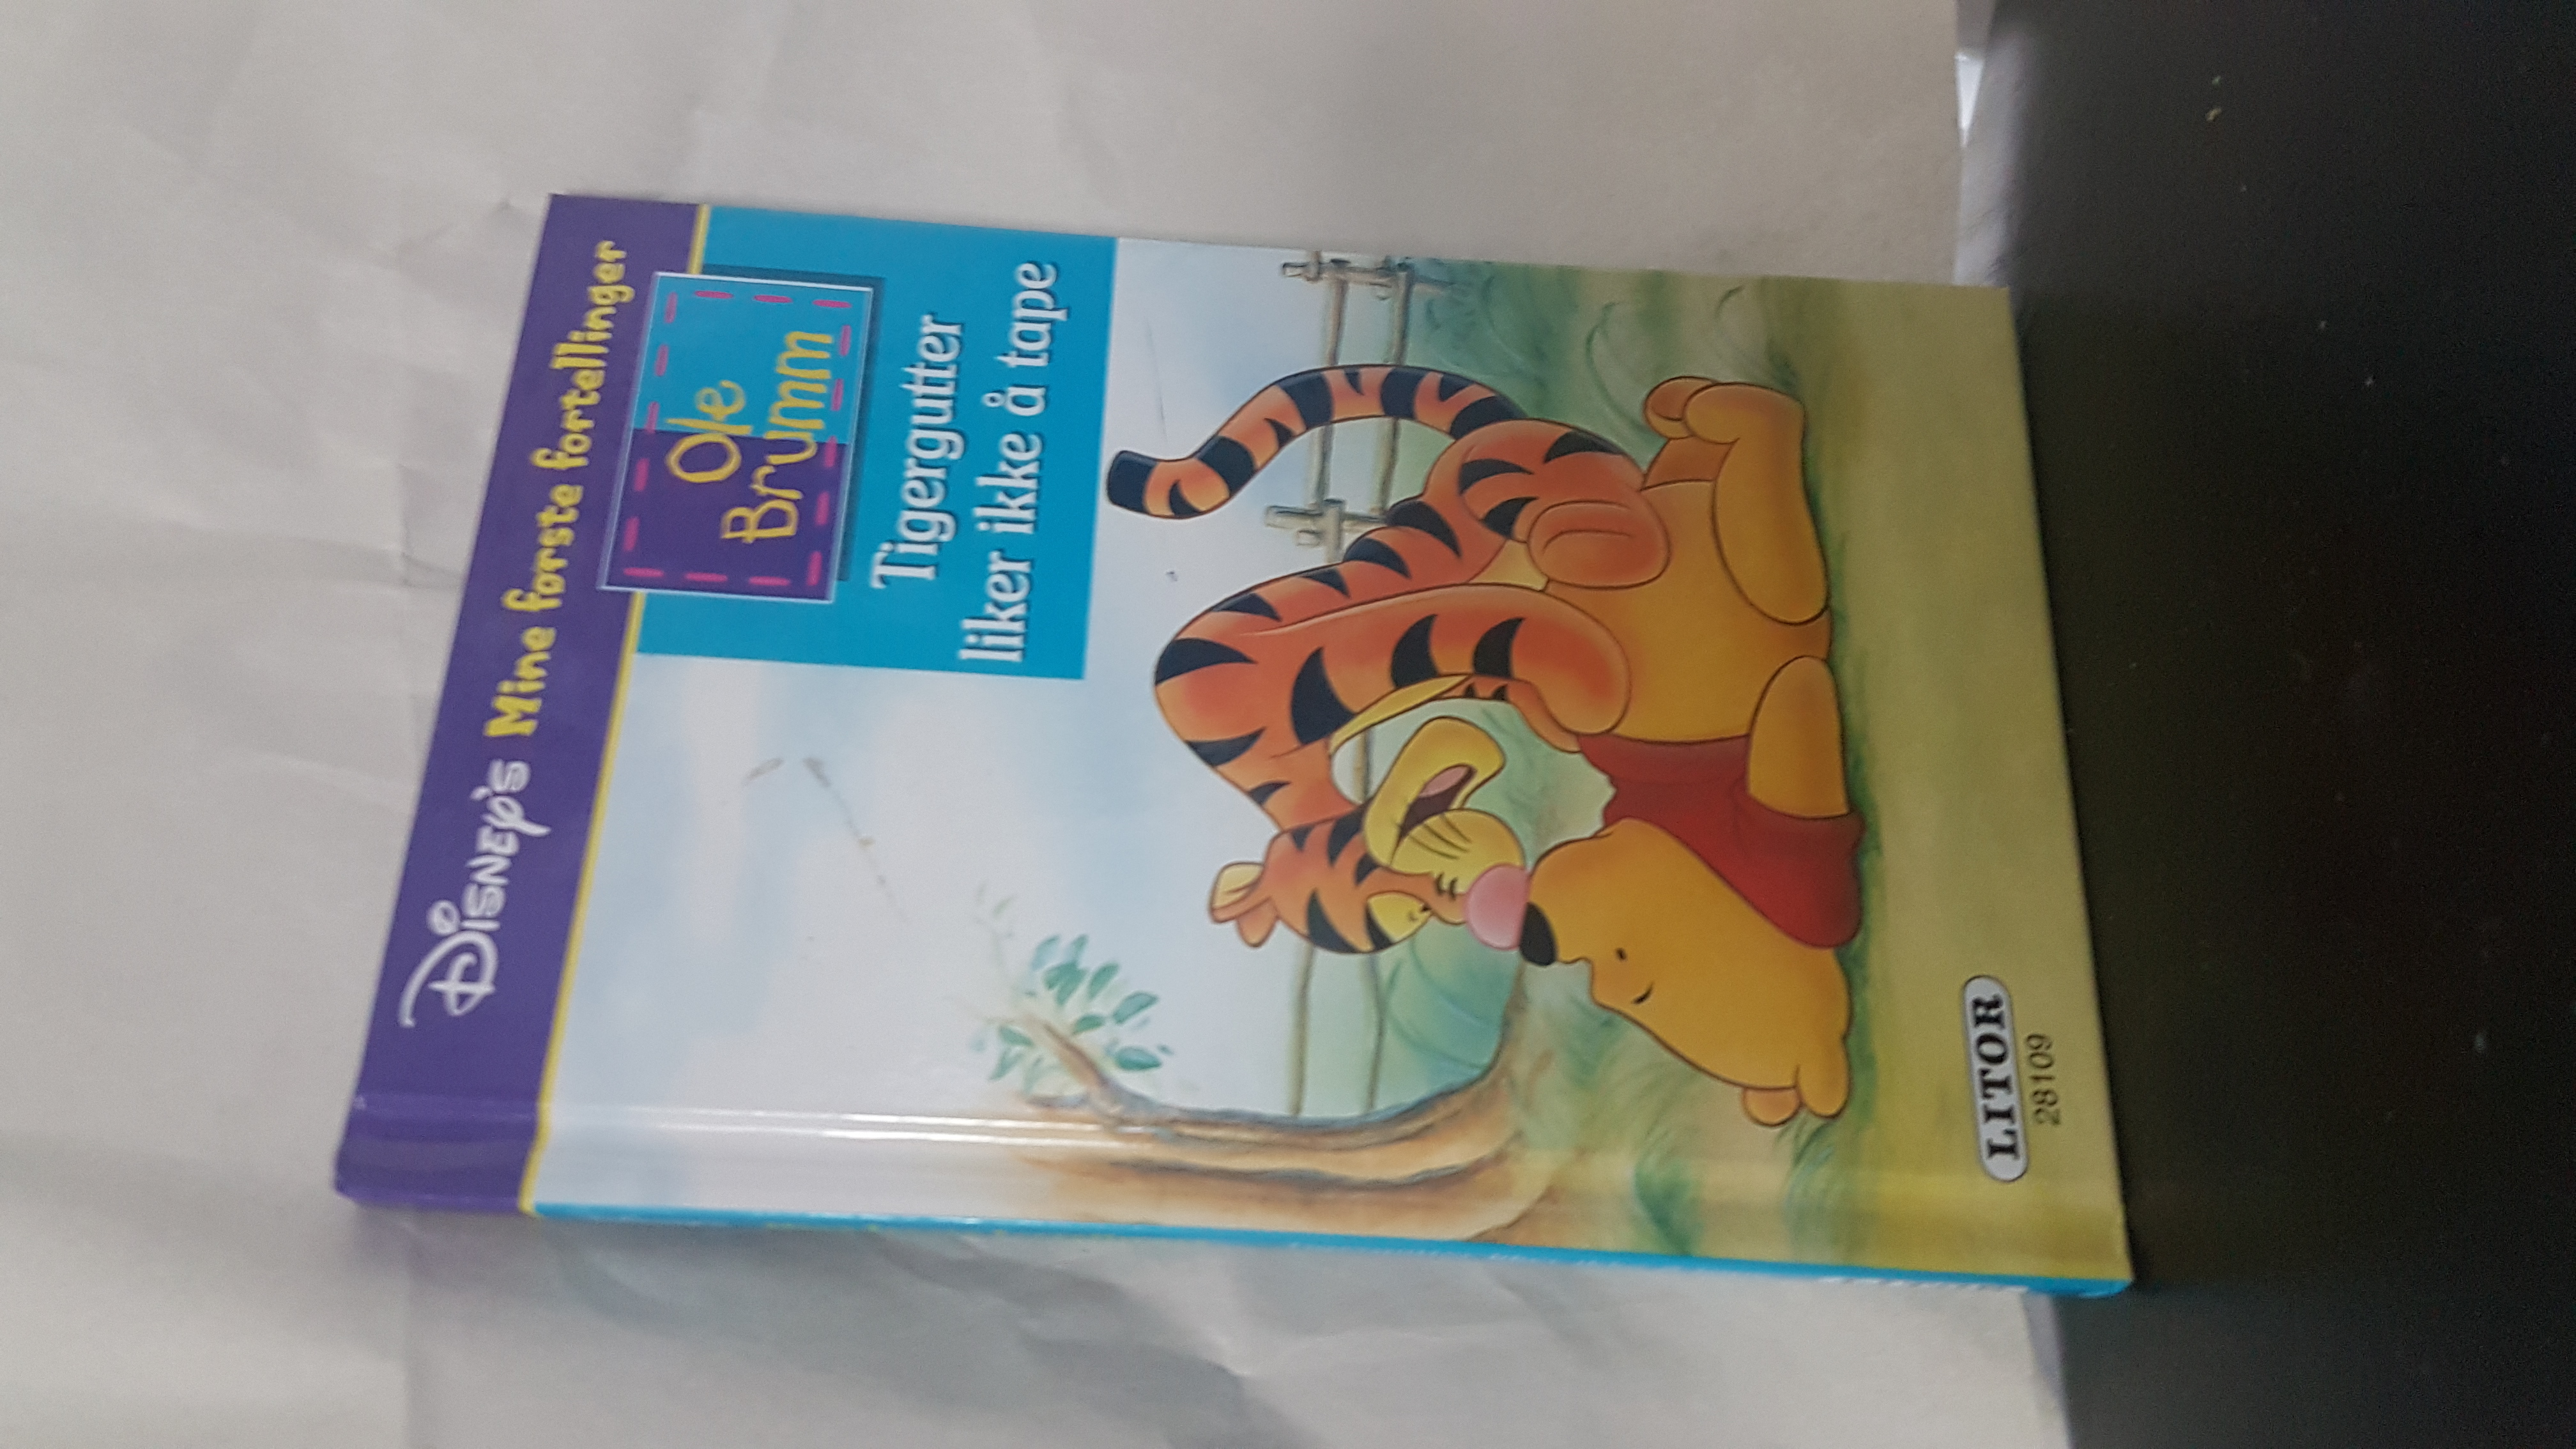 Disney's Mine første fortellinger
Ole
Brumm
Tigergutter
liker ikke å tape
LITOR
28109